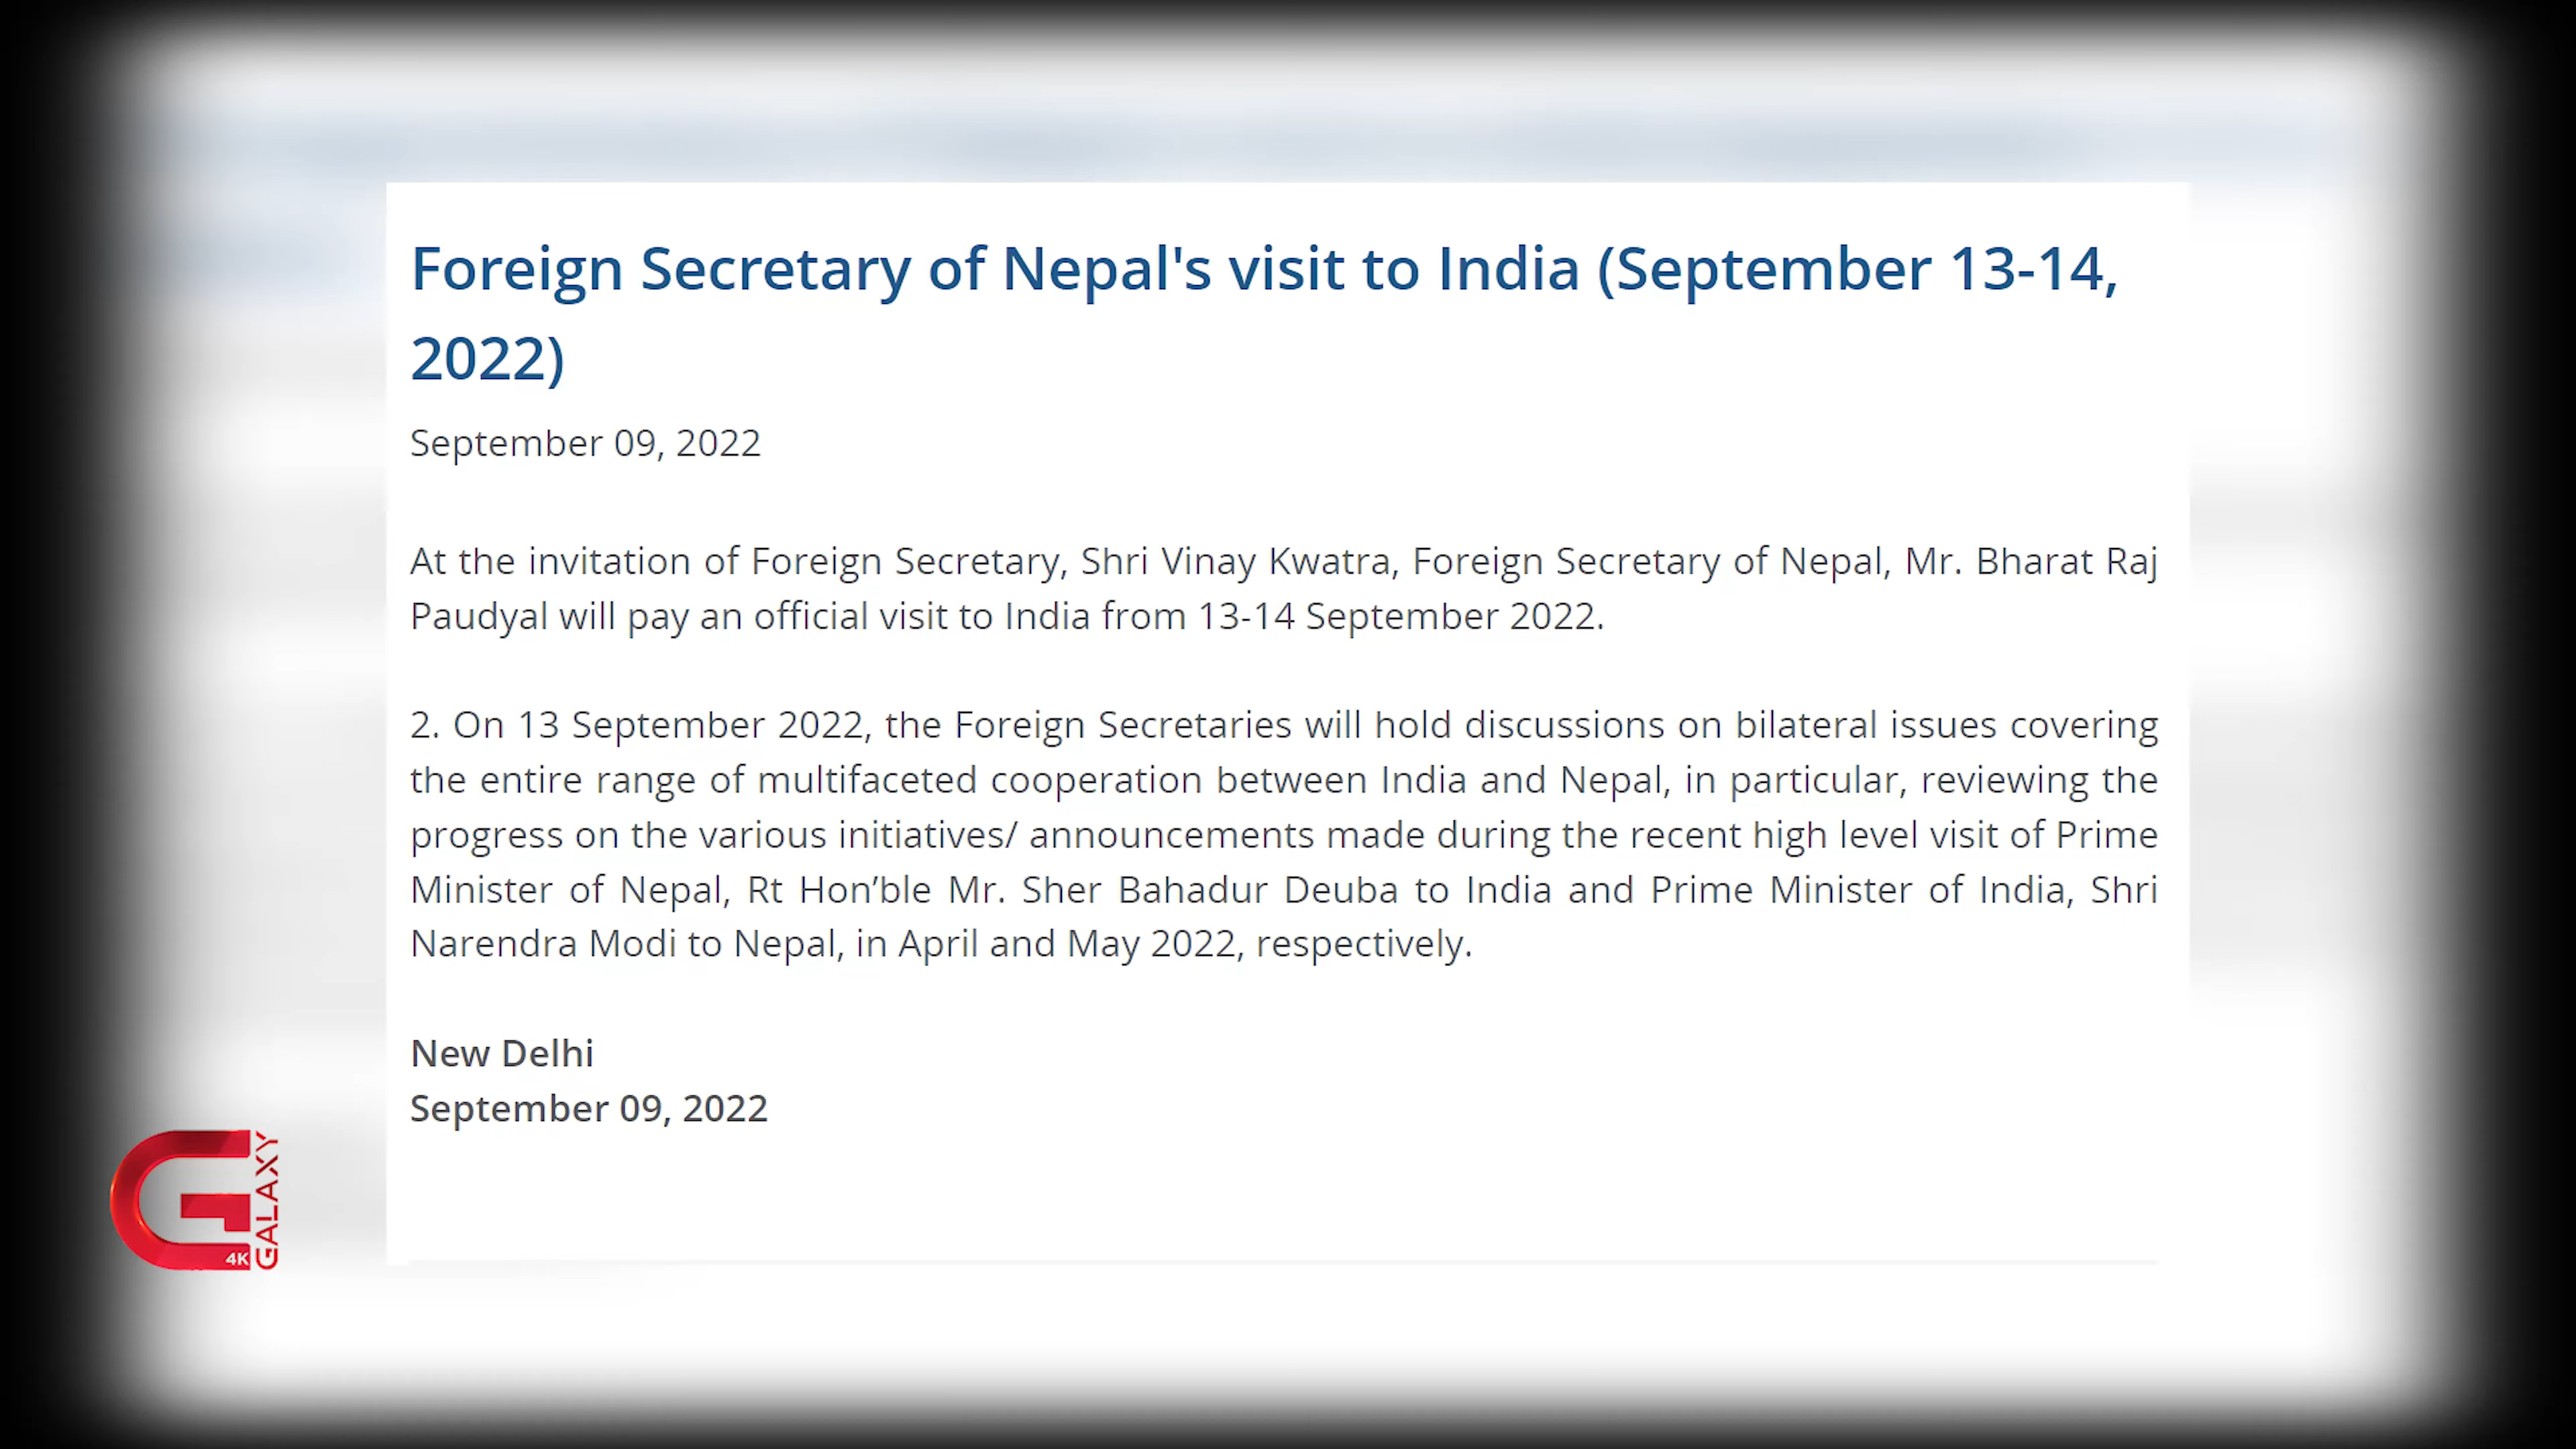 Foreign Secretary of Nepal's visit to India (September 13-14,
2022)
September 09, 2022
At the invitation of Foreign Secretary, Shri Vinay Kwatra, Foreign Secretary of Nepal, Mr. Bharat Raj
Paudyal will pay an official visit to India from 13-14 September 2022.
2. On 13 September 2022, the Foreign Secretaries will hold discussions on bilateral issues covering
the entire range of multifaceted cooperation between India and Nepal, in particular, reviewing the
progress on the various initiatives/ announcements made during the recent high level visit of Prime
Minister of Nepal, Rt Hon’ble Mr. Sher Bahadur Deuba to India and Prime Minister of India, Shri
Narendra Modi to Nepal, in April and May 2022, respectively.
New Delhi
September 09, 2022
GALAXY
4K